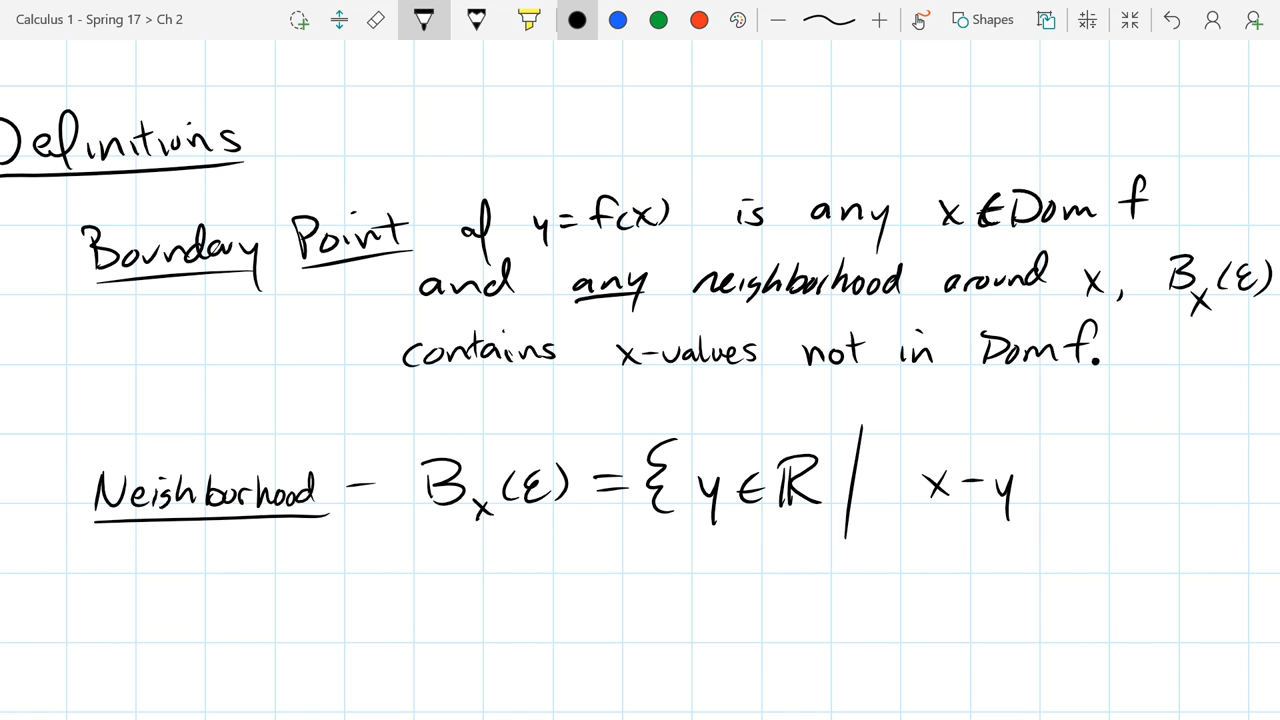 Calculus 1 - Spring 17 > Ch 2
Shapes
Definitions
Boundary Point of y = f(x) is any x ∈ Dom f
and any neighborhood around x, Bₓ(ε)
contains x-values not in Dom f.
Neighborhood - Bₓ(ε) = { y ∈ ℝ | x - y